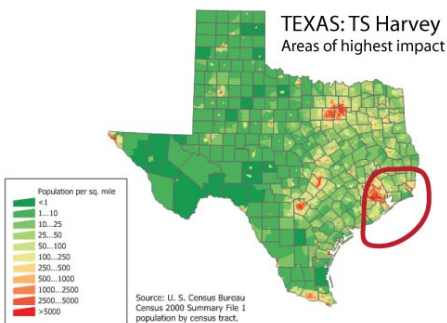 TEXAS: TS Harvey
Areas of highest impact
Population per sq. mile
<1
1...10
10...25
25...50
50...100
100...250
250...500
500...1000
1000...2500
2500...5000
>5000
Source: U. S. Census Bureau
Census 2000 Summary File 1
population by census tract.